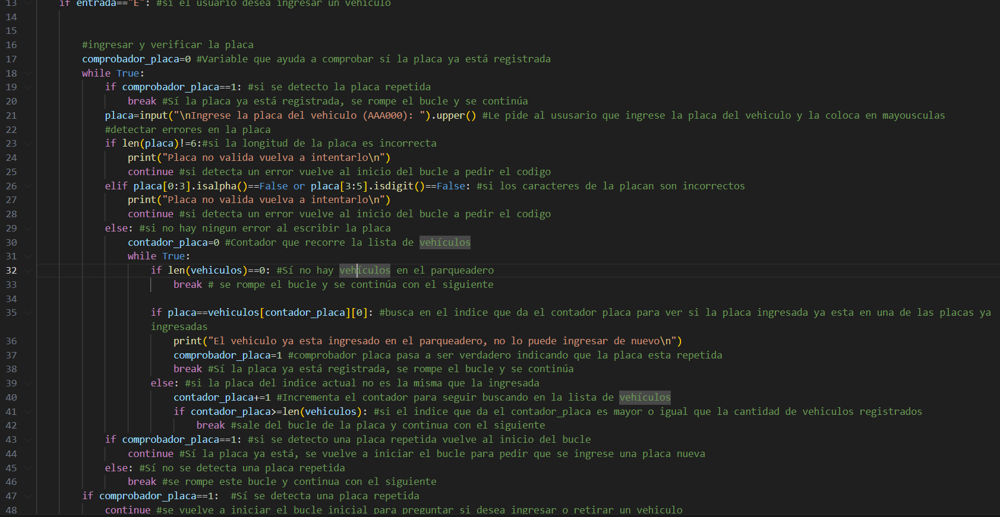 13 if entrada=="E": #si el usuario desea ingresar un vehiculo
14
15
16 #ingresar y verificar la placa
17 comprobador_placa=0 #Variable que ayuda a comprobar sí la placa ya está registrada
18 while True:
19 if comprobador_placa==1: #si se detecto la placa repetida
20 break #Sí la placa ya está registrada, se rompe el bucle y se continúa
21 placa=input("\nIngrese la placa del vehiculo (AAA000): ").upper() #Le pide al ususario que ingrese la placa del vehiculo y la coloca en mayousculas
22 #detectar errores en la placa
23 if len(placa)!=6:#si la longitud de la placa es incorrecta
24 print("Placa no valida vuelva a intentarlo\n")
25 continue #si detecta un error vuelve al inicio del bucle a pedir el codigo
26 elif placa[0:3].isalpha()==False or placa[3:5].isdigit()==False: #si los caracteres de la placan son incorrectos
27 print("Placa no valida vuelva a intentarlo\n")
28 continue #si detecta un error vuelve al inicio del bucle a pedir el codigo
29 else: #si no hay ningun error al escribir la placa
30 contador_placa=0 #Contador que recorre la lista de vehículos
31 while True:
32 if len(vehiculos)==0: #Sí no hay vehículos en el parqueadero
33 break # se rompe el bucle y se continúa con el siguiente
34
35 if placa==vehiculos[contador_placa][0]: #busca en el indice que da el contador placa para ver si la placa ingresada ya esta en una de las placas ya
ingresadas
36 print("El vehiculo ya esta ingresado en el parqueadero, no lo puede ingresar de nuevo\n")
37 comprobador_placa=1 #comprobador placa pasa a ser verdadero indicando que la placa esta repetida
38 break #Sí la placa ya está registrada, se rompe el bucle y se continúa
39 else: #si la placa del indice actual no es la misma que la ingresada
40 contador_placa+=1 #Incrementa el contador para seguir buscando en la lista de vehículos
41 if contador_placa>=len(vehiculos): #si el indice que da el contador_placa es mayor o igual que la cantidad de vehiculos registrados
42 break #sale del bucle de la placa y continua con el siguiente
43 if comprobador_placa==1: #si se detecto una placa repetida vuelve al inicio del bucle
44 continue #Sí la placa ya está, se vuelve a iniciar el bucle para pedir que se ingrese una placa nueva
45 else: #Sí no se detecta una placa repetida
46 break #se rompe este bucle y continua con el siguiente
47 if comprobador_placa==1:  #Sí se detecta una placa repetida
48 continue #se vuelve a iniciar el bucle inicial para preguntar si desea ingresar o retirar un vehiculo